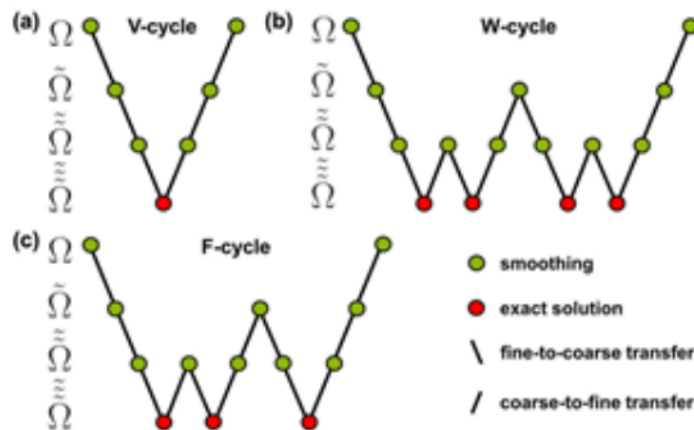 (a) V-cycle
Ω
Ω̃
Ω̃̃
Ω̃̃̃
(b) W-cycle
Ω
Ω̃
Ω̃̃
Ω̃̃̃
(c) F-cycle
Ω
Ω̃
Ω̃̃
Ω̃̃̃
smoothing
exact solution
\ fine-to-coarse transfer
/ coarse-to-fine transfer